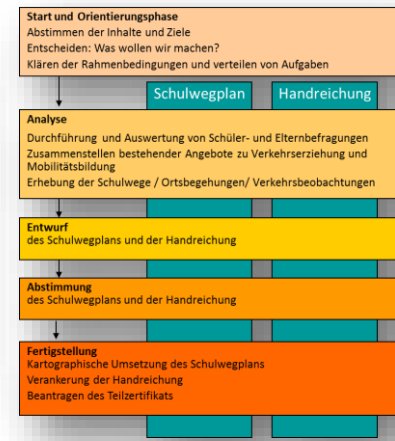 Start und Orientierungsphase
Abstimmen der Inhalte und Ziele
Entscheiden: Was wollen wir machen?
Klären der Rahmenbedingungen und verteilen von Aufgaben
Schulwegplan
Handreichung
Analyse
Durchführung und Auswertung von Schüler- und Elternbefragungen
Zusammenstellen bestehender Angebote zu Verkehrserziehung und
Mobilitätsbildung
Erhebung der Schulwege / Ortsbegehungen/ Verkehrsbeobachtungen
Entwurf
des Schulwegplans und der Handreichung
Abstimmung
des Schulwegplans und der Handreichung
Fertigstellung
Kartographische Umsetzung des Schulwegplans
Verankerung der Handreichung
Beantragen des Teilzertifikats